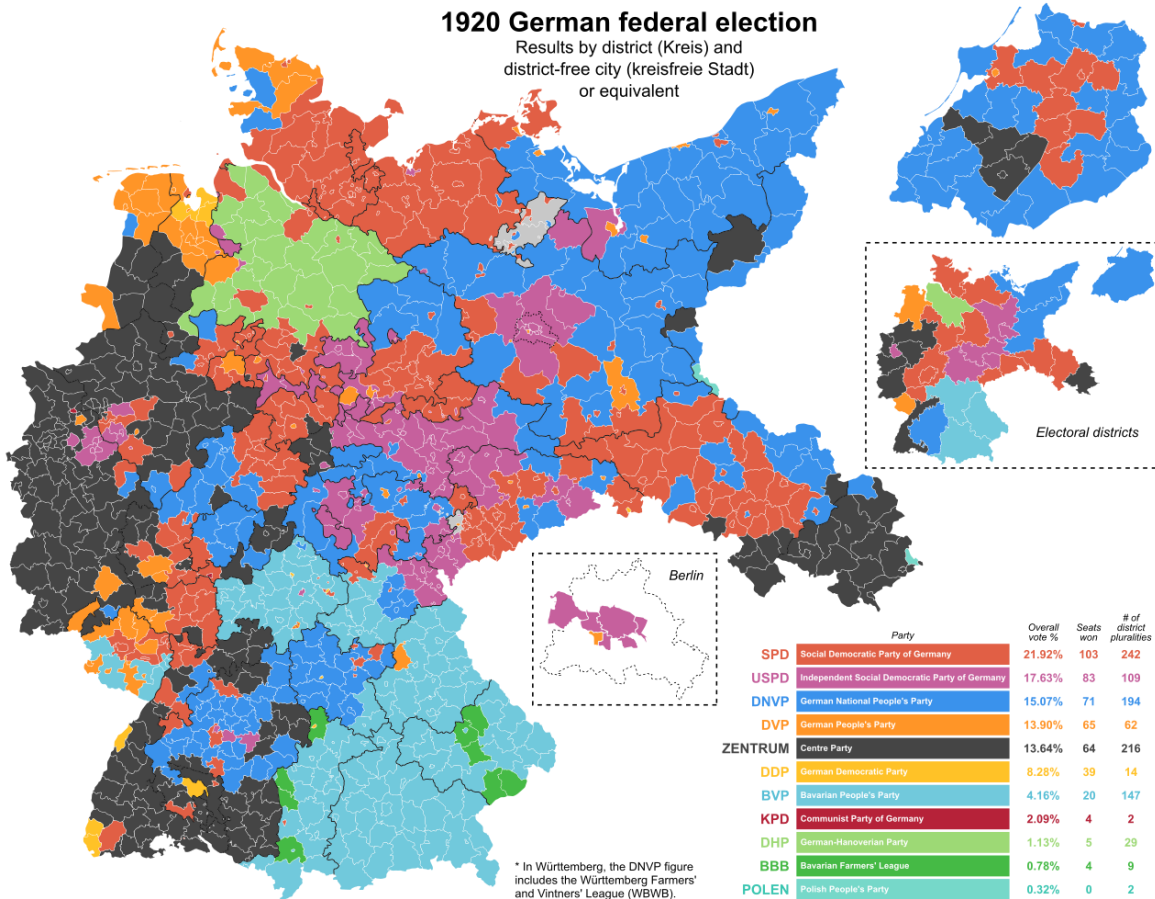 1920 German federal election
Results by district (Kreis) and
district-free city (kreisfreie Stadt)
or equivalent
Electoral districts
Berlin
Party
Overall
vote %
Seats
won
# of
district
pluralities
SPD Social Democratic Party of Germany 21.92% 103 242
USPD Independent Social Democratic Party of Germany 17.63% 83 109
DNVP German National People's Party 15.07% 71 194
DVP German People's Party 13.90% 65 62
ZENTRUM Centre Party 13.64% 64 216
DDP German Democratic Party 8.28% 39 14
BVP Bavarian People's Party 4.16% 20 147
KPD Communist Party of Germany 2.09% 4 2
DHP German-Hanoverian Party 1.13% 5 29
BBB Bavarian Farmers' League 0.78% 4 9
POLEN Polish People's Party 0.32% 0 2
* In Württemberg, the DNVP figure
includes the Württemberg Farmers'
and Vintners' League (WBWB).